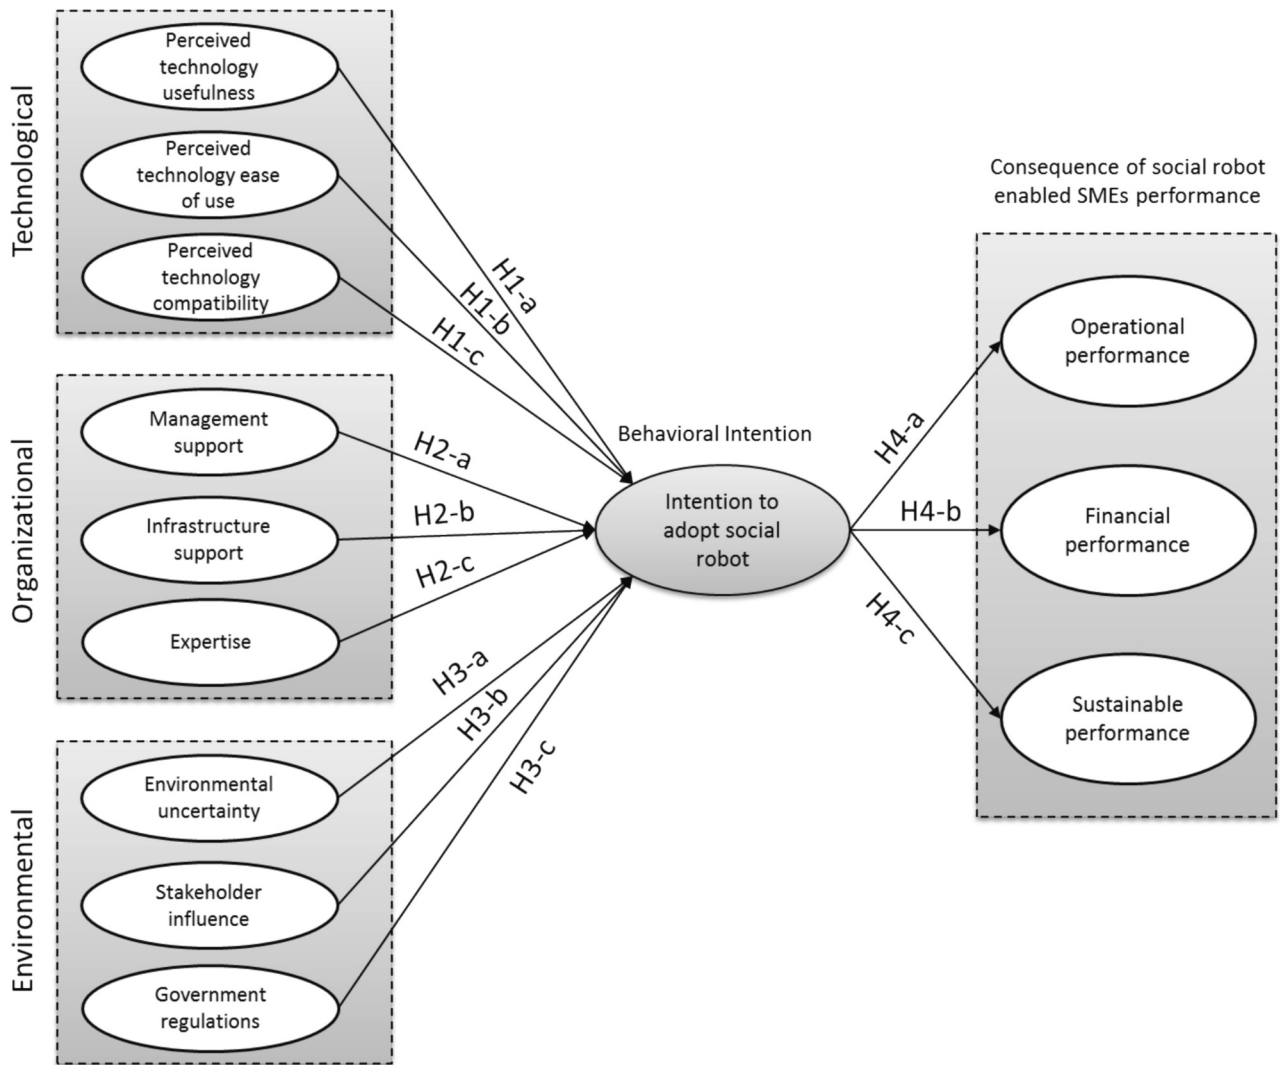 Technological
Perceived
technology
usefulness
Perceived
technology ease
of use
Perceived
technology
compatibility
H1-a
H1-b
H1-c
Organizational
Management
support
Infrastructure
support
Expertise
H2-a
H2-b
H2-c
Environmental
Environmental
uncertainty
Stakeholder
influence
Government
regulations
H3-a
H3-b
H3-c
Behavioral Intention
Intention to
adopt social
robot
H4-a
H4-b
H4-c
Consequence of social robot
enabled SMEs performance
Operational
performance
Financial
performance
Sustainable
performance